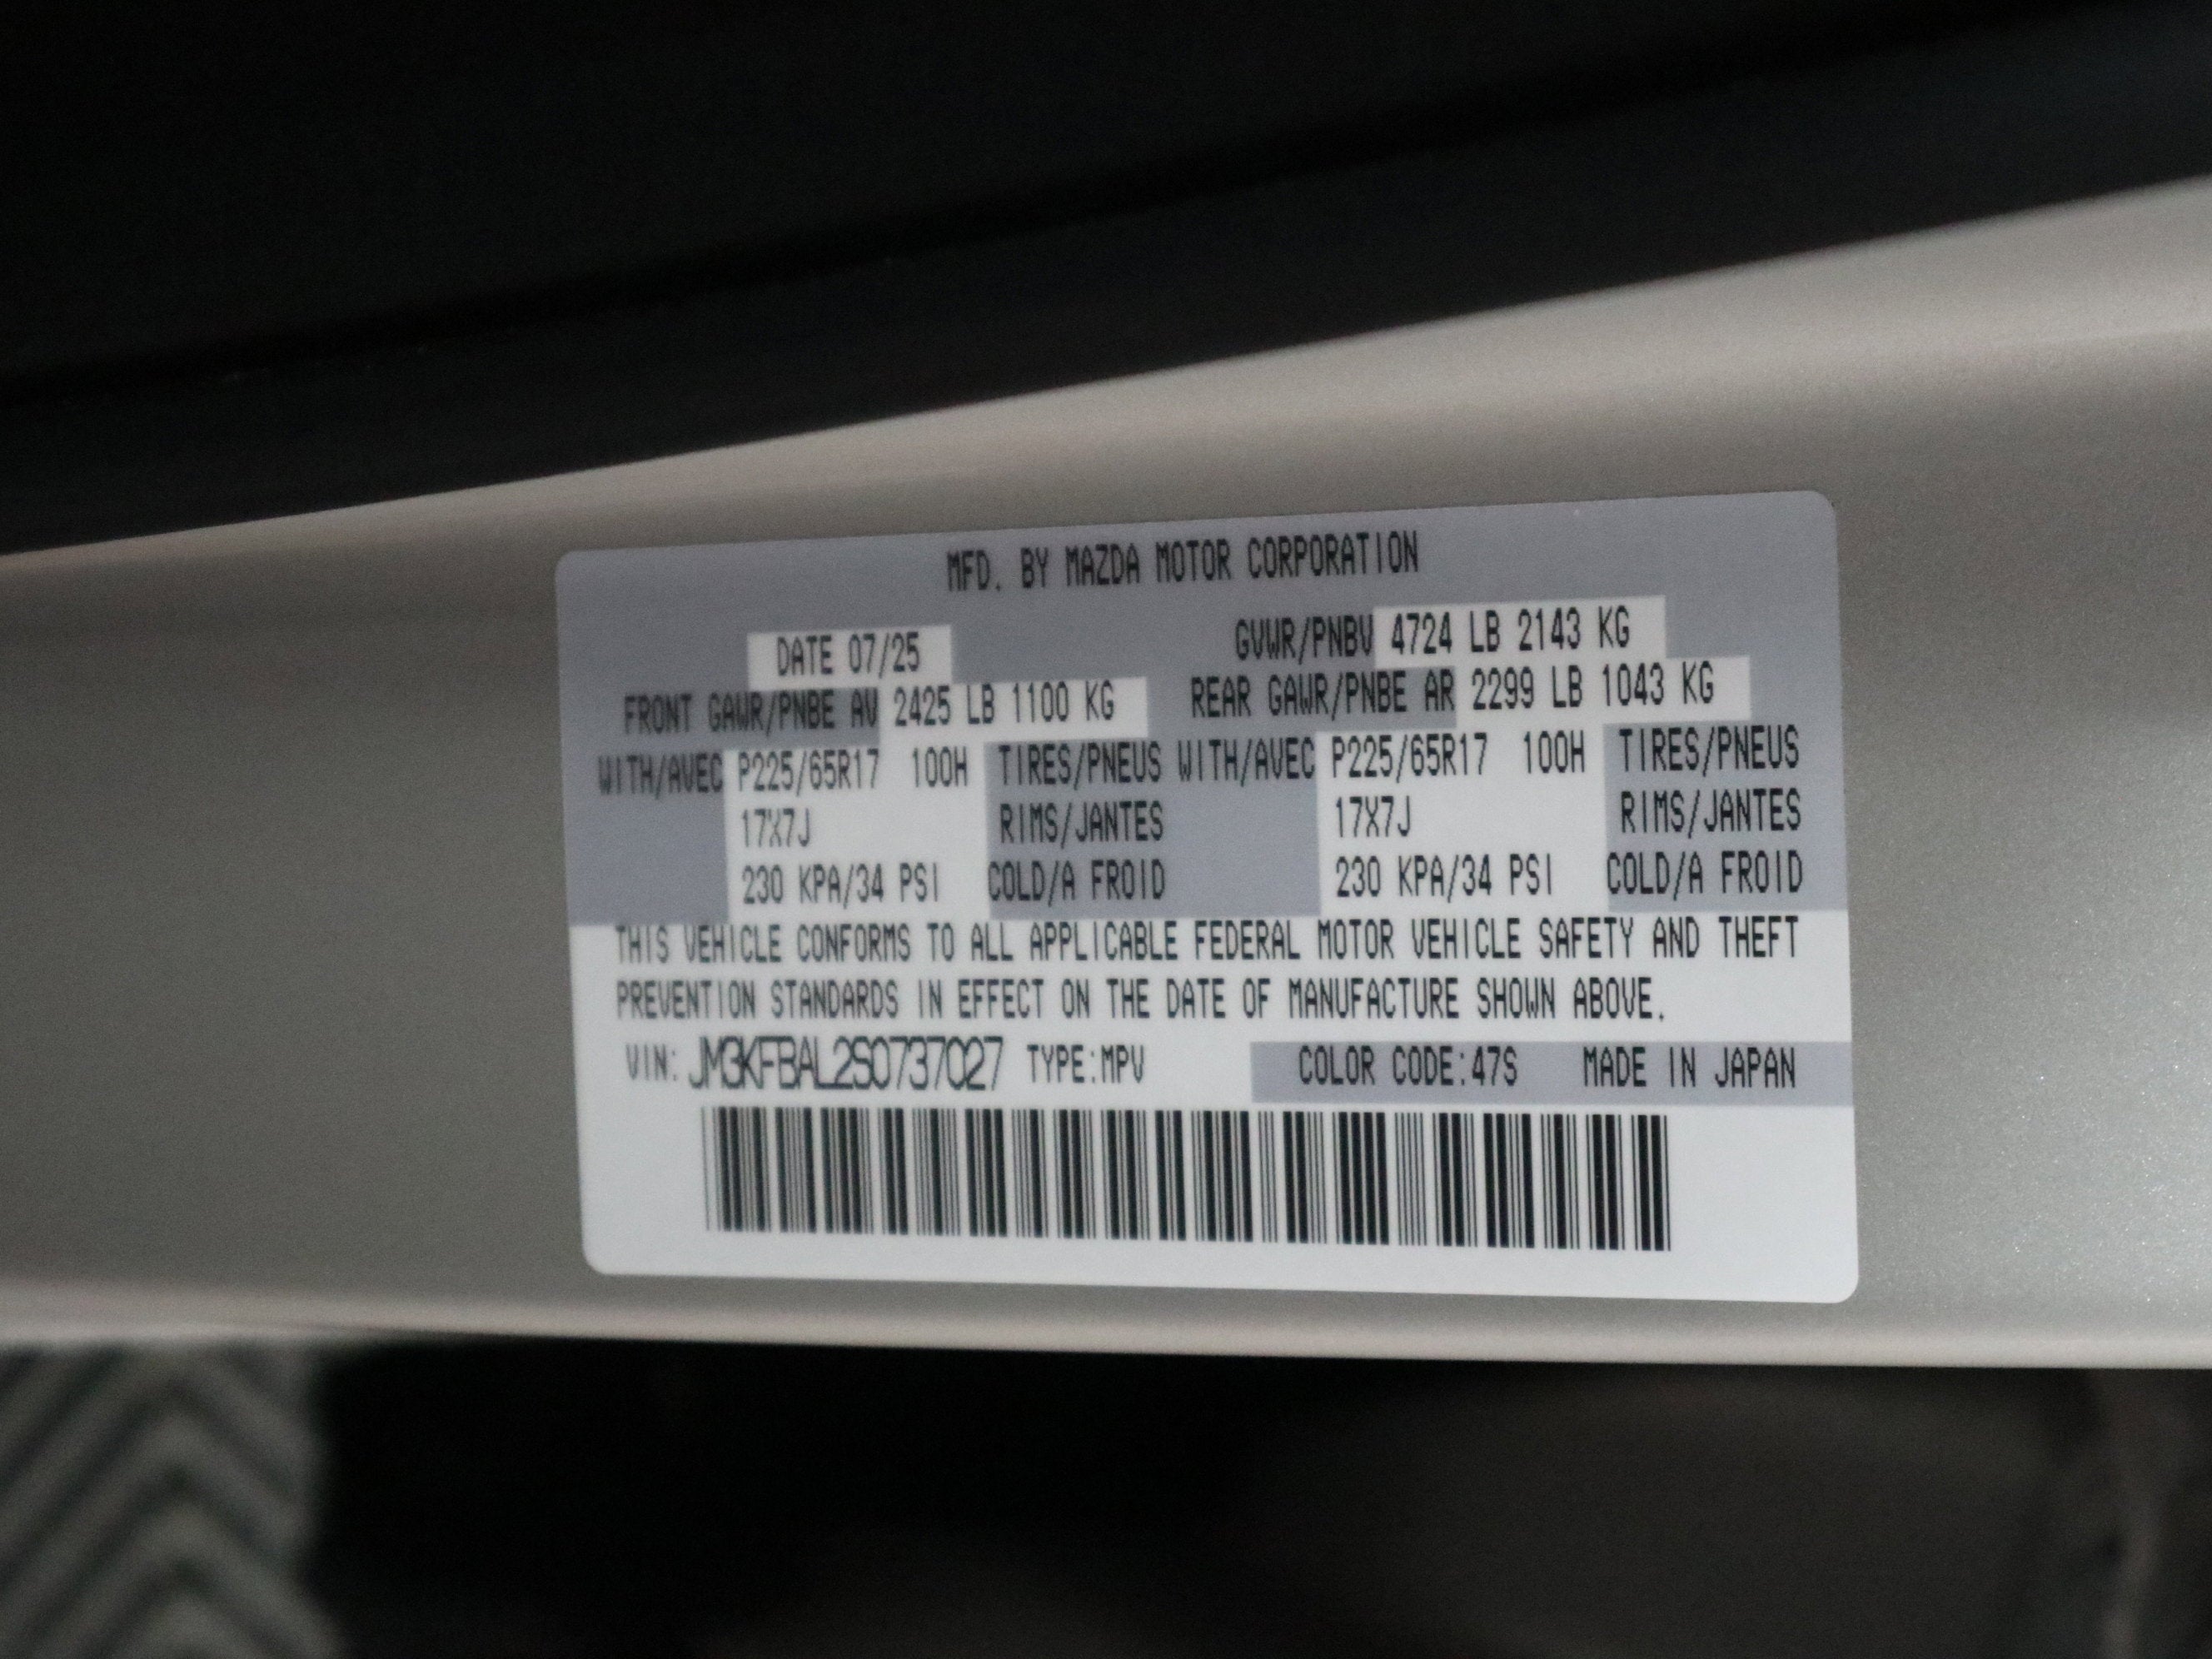 MFD. BY MAZDA MOTOR CORPORATION
DATE 07/25 GVWR/PNBV 4724 LB 2143 KG
FRONT GAWR/PNBE AV 2425 LB 1100 KG REAR GAWR/PNBE AR 2299 LB 1043 KG
WITH/AVEC P225/65R17 100H TIRES/PNEUS WITH/AVEC P225/65R17 100H TIRES/PNEUS
17X7J RIMS/JANTES 17X7J RIMS/JANTES
230 KPA/34 PSI COLD/A FROID 230 KPA/34 PSI COLD/A FROID
THIS VEHICLE CONFORMS TO ALL APPLICABLE FEDERAL MOTOR VEHICLE SAFETY AND THEFT
PREVENTION STANDARDS IN EFFECT ON THE DATE OF MANUFACTURE SHOWN ABOVE.
VIN: JM3KFBAL2S0737027 TYPE:MPV COLOR CODE:47S MADE IN JAPAN